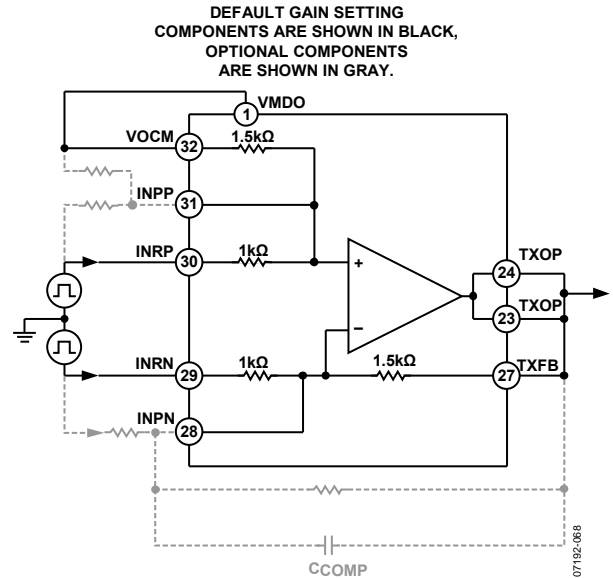 DEFAULT GAIN SETTING
COMPONENTS ARE SHOWN IN BLACK,
OPTIONAL COMPONENTS
ARE SHOWN IN GRAY.
1 VMDO
VOCM 32 1.5kΩ
INPP 31
INRP 30 1kΩ
+
24 TXOP
23 TXOP
−
INRN 29 1kΩ 1.5kΩ 27 TXFB
INPN 28
CCOMP
07192-068